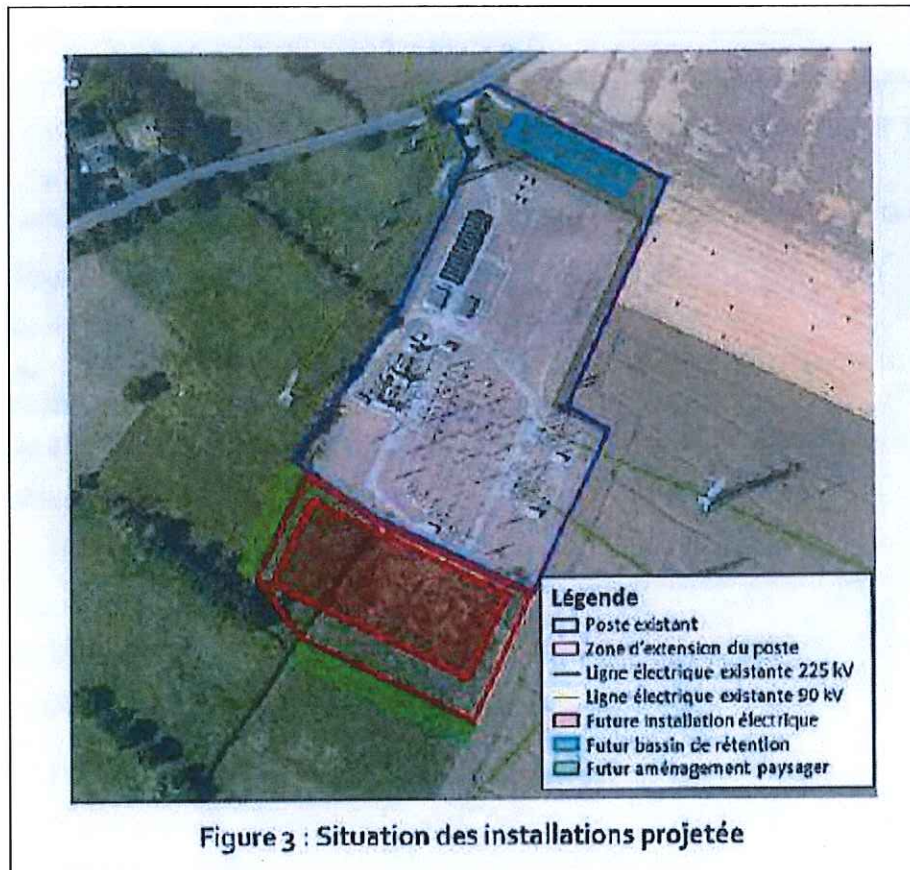 Légende
Poste existant
Zone d'extension du poste
Ligne électrique existante 225 kV
Ligne électrique existante 90 kV
Future installation électrique
Futur bassin de rétention
Futur aménagement paysager
Figure 3 : Situation des installations projetée